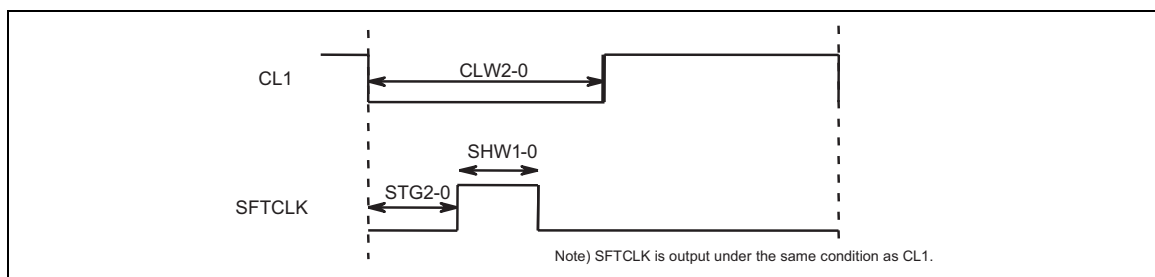 CL1
CLW2-0
SHW1-0
STG2-0
SFTCLK
Note) SFTCLK is output under the same condition as CL1.